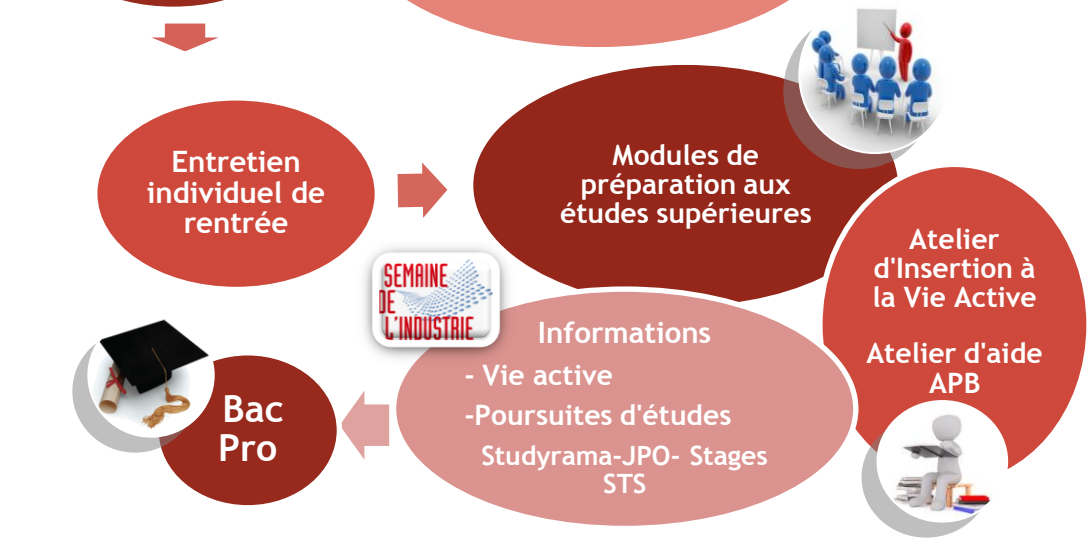 Entretien
individuel de
rentrée
Modules de
préparation aux
études supérieures
Atelier
d'Insertion à
la Vie Active
Atelier d'aide
APB
SEMAINE
DE
L'INDUSTRIE
Informations
- Vie active
-Poursuites d'études
Studyrama-JPO- Stages
STS
Bac
Pro